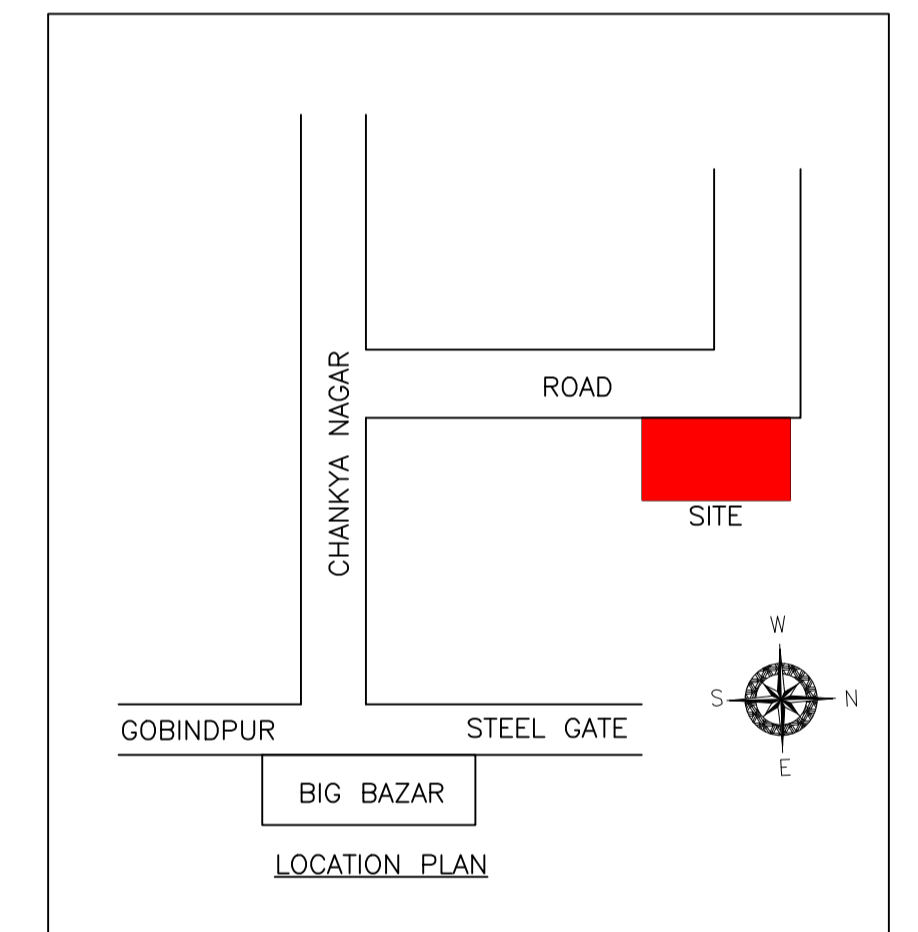 ROAD
CHANKYA NAGAR
SITE
W
S
N
E
GOBINDPUR
STEEL GATE
BIG BAZAR
LOCATION PLAN